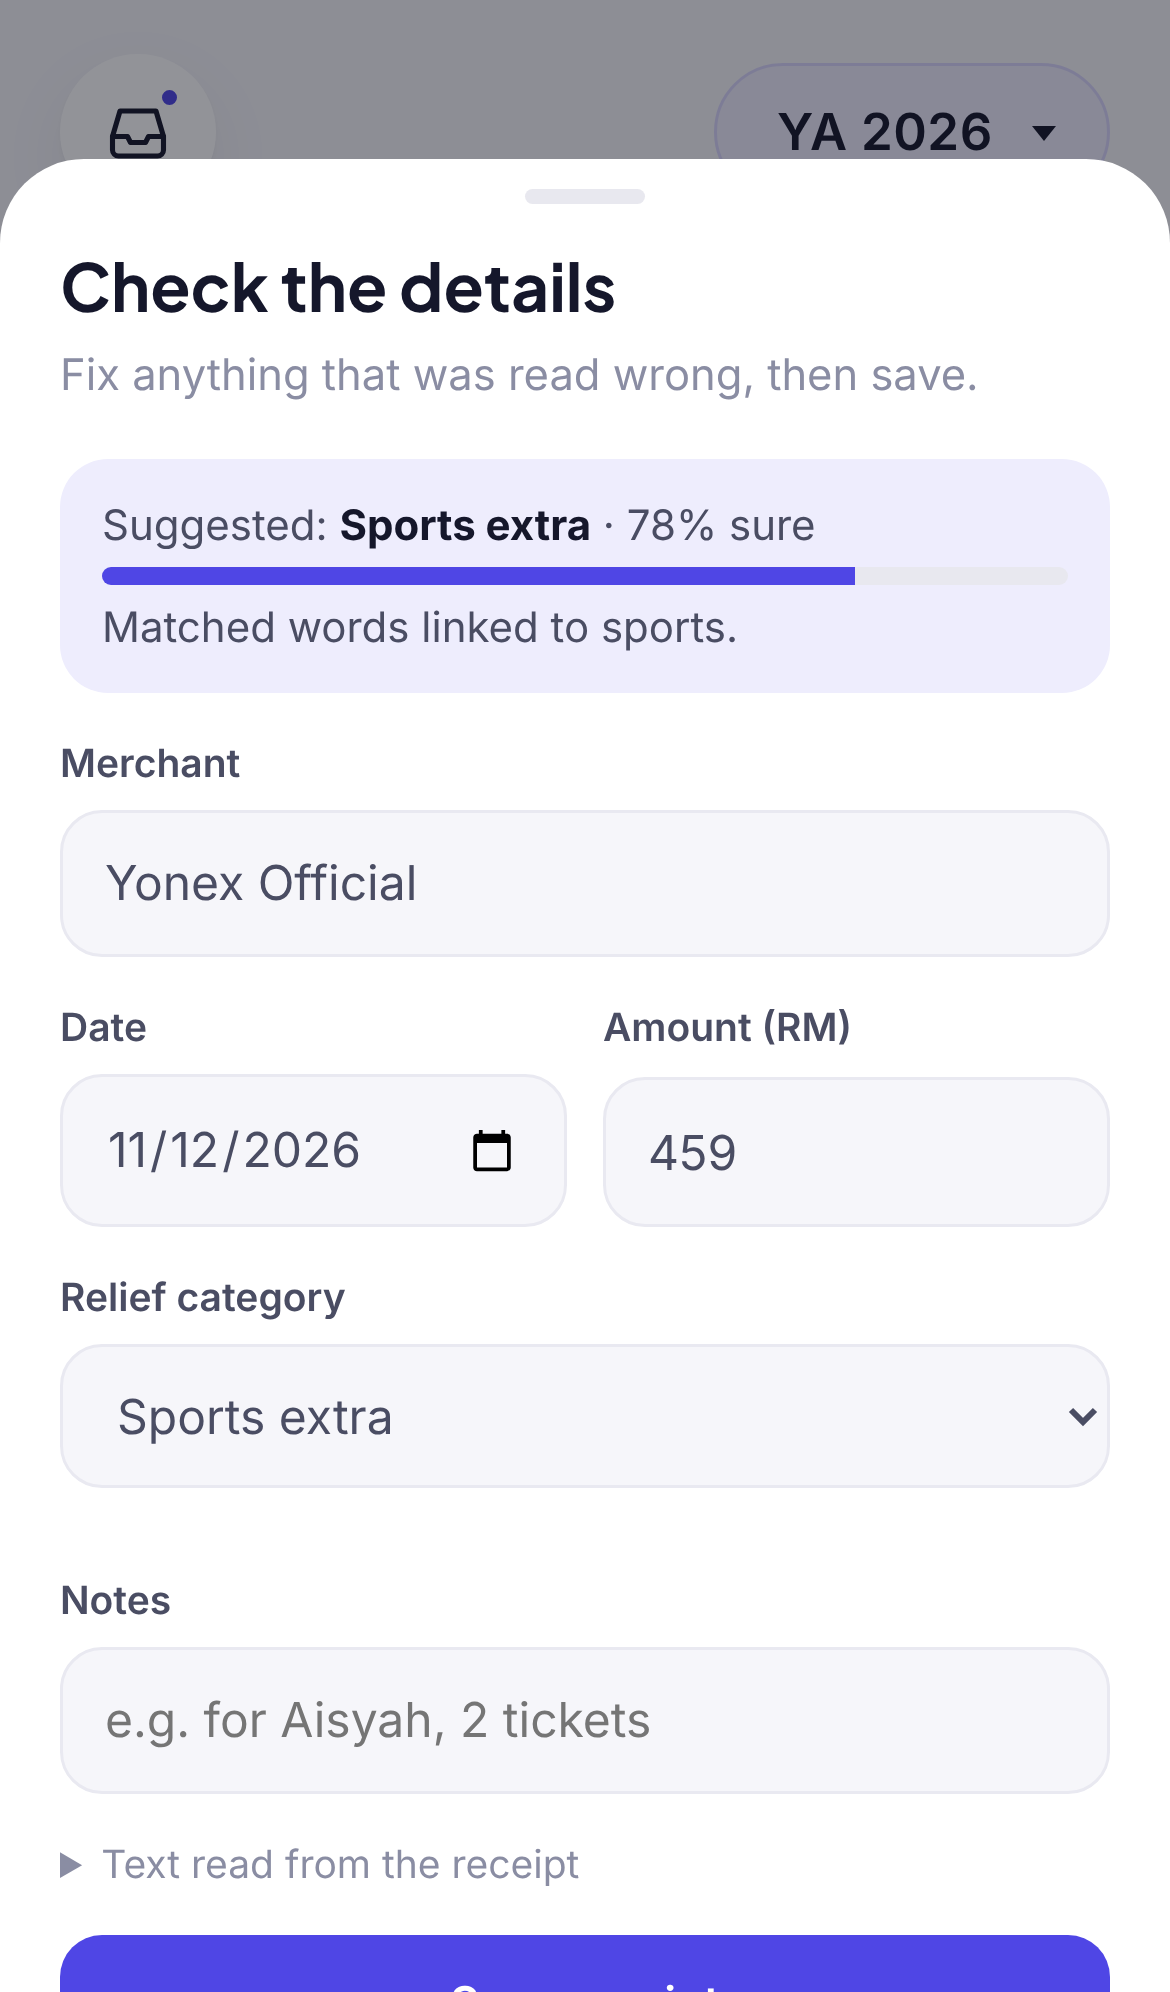 YA 2026
Check the details
Fix anything that was read wrong, then save.
Suggested: Sports extra · 78% sure
Matched words linked to sports.
Merchant
Yonex Official
Date
Amount (RM)
11/12/2026
459
Relief category
Sports extra
Notes
e.g. for Aisyah, 2 tickets
Text read from the receipt